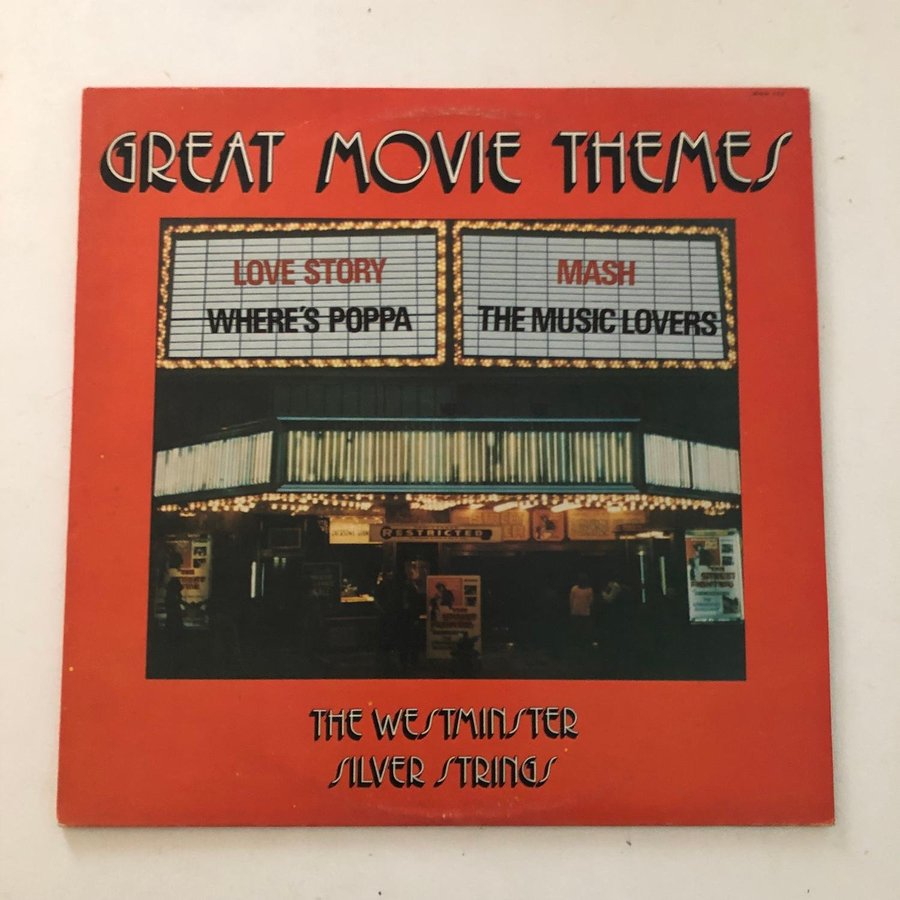 GREAT MOVIE THEMES
LOVE STORY
WHERE'S POPPA
MASH
THE MUSIC LOVERS
RESTRICTED
THE WESTMINSTER
SILVER STRINGS